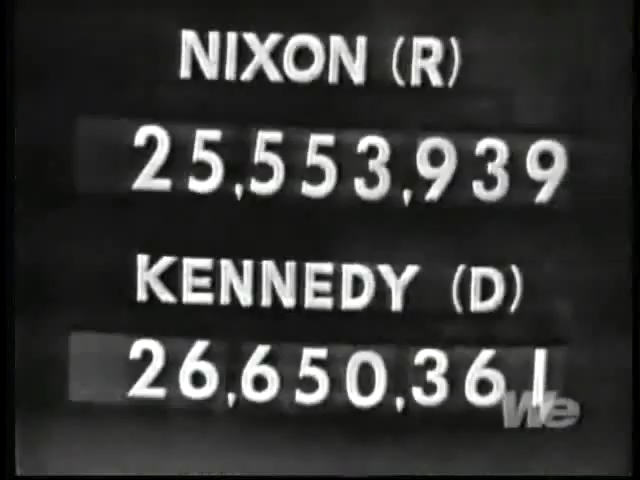 NIXON (R)
25,553,939
KENNEDY (D)
26,650,361
We